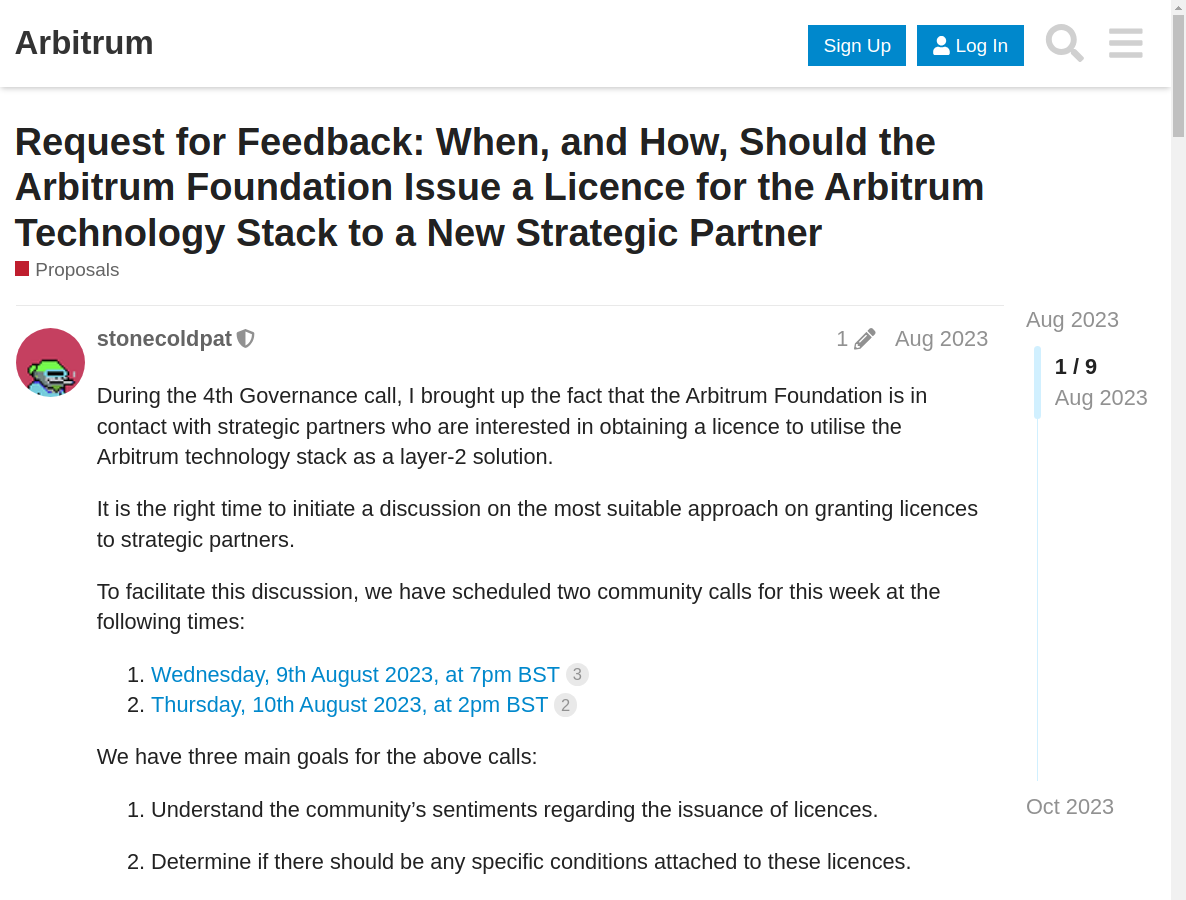 Arbitrum
Sign Up
Log In
Request for Feedback: When, and How, Should the
Arbitrum Foundation Issue a Licence for the Arbitrum
Technology Stack to a New Strategic Partner
Proposals
stonecoldpat
1
Aug 2023
Aug 2023
1 / 9
Aug 2023
During the 4th Governance call, I brought up the fact that the Arbitrum Foundation is in
contact with strategic partners who are interested in obtaining a licence to utilise the
Arbitrum technology stack as a layer-2 solution.
It is the right time to initiate a discussion on the most suitable approach on granting licences
to strategic partners.
To facilitate this discussion, we have scheduled two community calls for this week at the
following times:
1. Wednesday, 9th August 2023, at 7pm BST 3
2. Thursday, 10th August 2023, at 2pm BST 2
We have three main goals for the above calls:
1. Understand the community’s sentiments regarding the issuance of licences.
Oct 2023
2. Determine if there should be any specific conditions attached to these licences.